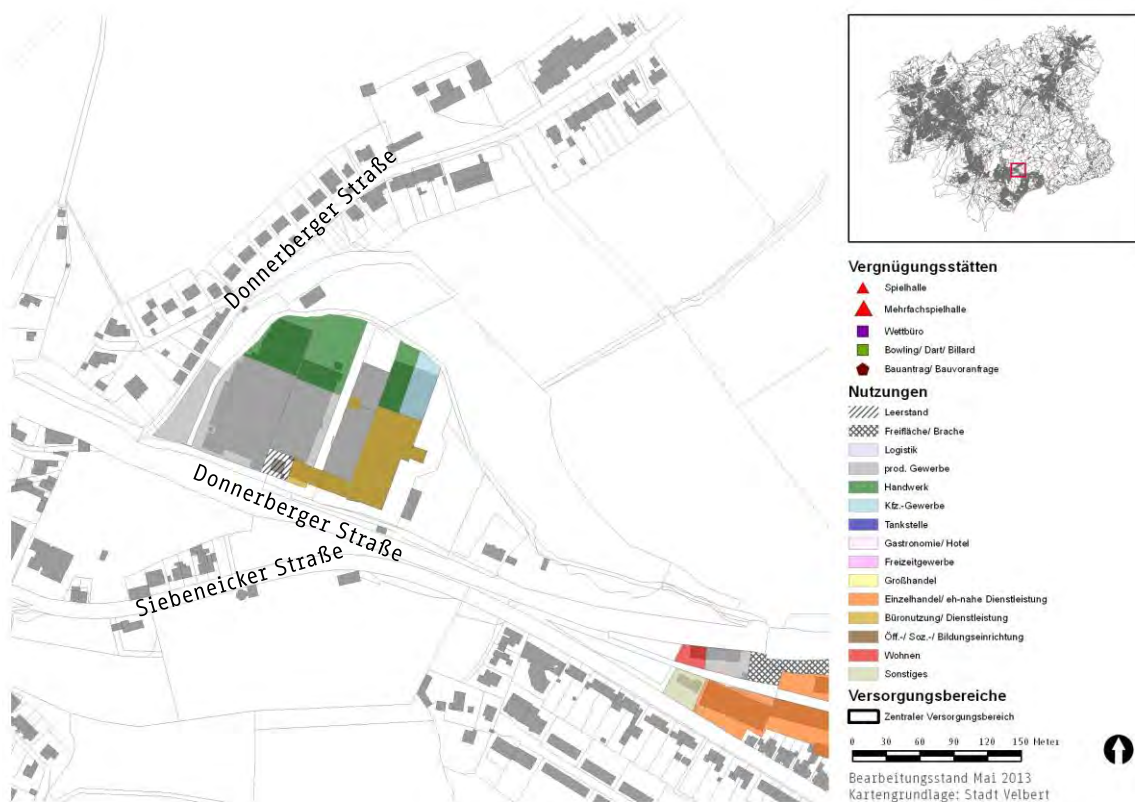 Donnerberger Straße
Donnerberger Straße
Siebeneicker Straße
Vergnügungsstätten
Spielhalle
Mehrfachspielhalle
Wettbüro
Bowling/ Dart/ Billard
Bauantrag/ Bauvoranfrage
Nutzungen
Leerstand
Freifläche/ Brache
Logistik
prod. Gewerbe
Handwerk
Kfz.-Gewerbe
Tankstelle
Gastronomie/ Hotel
Freizeitgewerbe
Großhandel
Einzelhandel/ eh-nahe Dienstleistung
Büronutzung/ Dienstleistung
Öff.-/ Soz.-/ Bildungseinrichtung
Wohnen
Sonstiges
Versorgungsbereiche
Zentraler Versorgungsbereich
0 30 60 90 120 150 Meter
Bearbeitungsstand Mai 2013
Kartengrundlage: Stadt Velbert